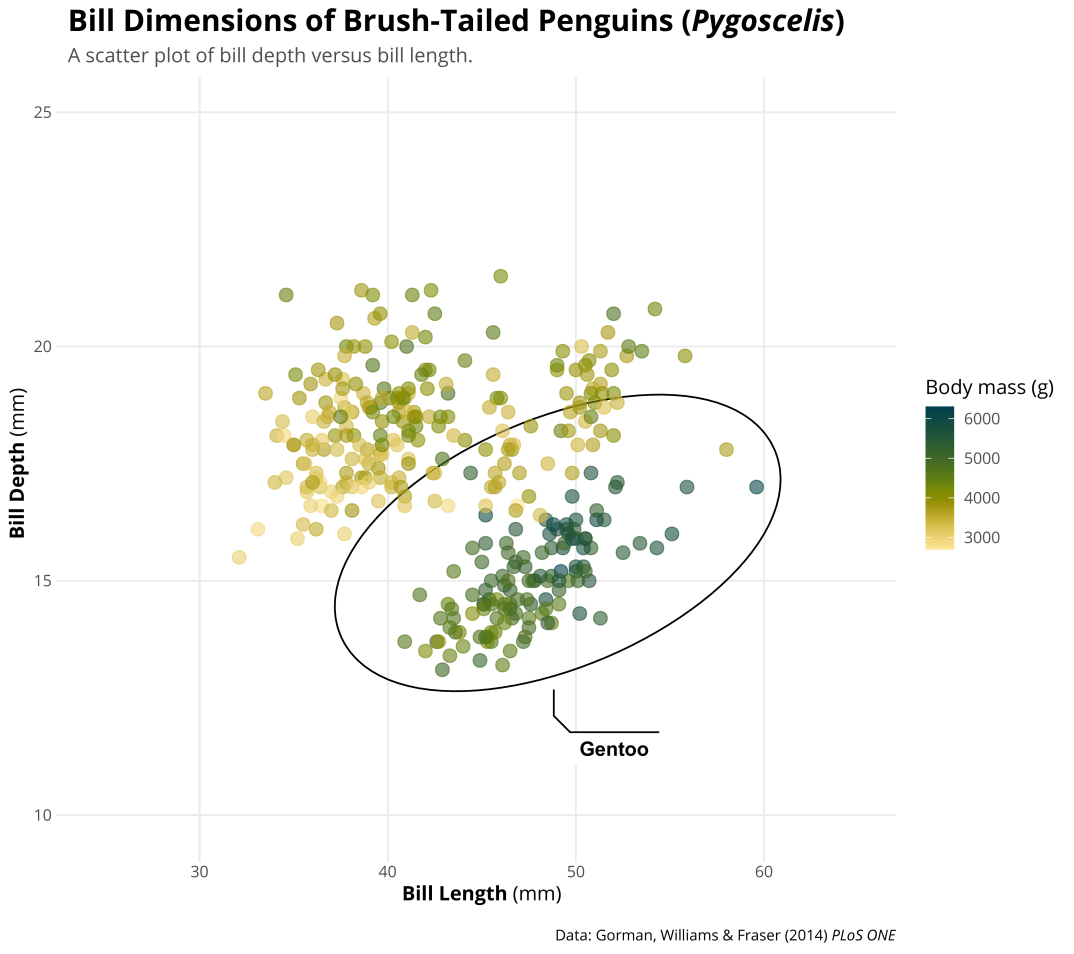 Bill Dimensions of Brush-Tailed Penguins (Pygoscelis)
A scatter plot of bill depth versus bill length.
25
20
15
10
Bill Depth (mm)
Gentoo
30 40 50 60
Bill Length (mm)
Body mass (g)
6000
5000
4000
3000
Data: Gorman, Williams & Fraser (2014) PLoS ONE